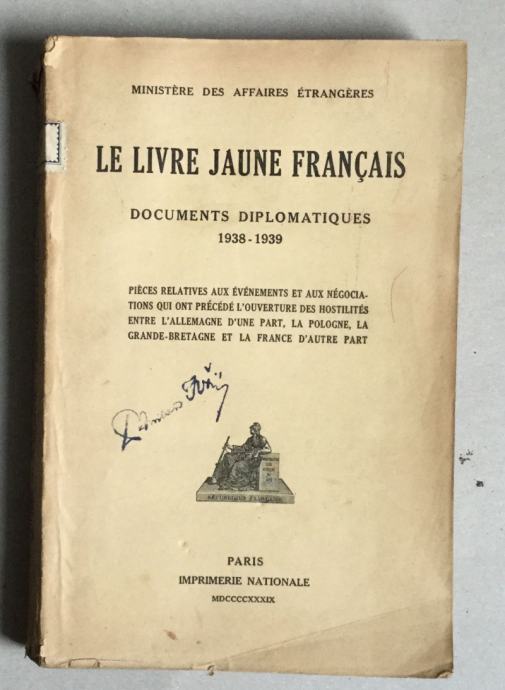 MINISTÈRE DES AFFAIRES ÉTRANGÈRES
LE LIVRE JAUNE FRANÇAIS
DOCUMENTS DIPLOMATIQUES
1938-1939
PIÈCES RELATIVES AUX ÉVÉNEMENTS ET AUX NÉGOCIA-
TIONS QUI ONT PRÉCÉDÉ L'OUVERTURE DES HOSTILITÉS
ENTRE L'ALLEMAGNE D'UNE PART, LA POLOGNE, LA
GRANDE-BRETAGNE ET LA FRANCE D'AUTRE PART
RÉPUBLIQUE FRANÇAISE
PARIS
IMPRIMERIE NATIONALE
MDCCCCXXXIX